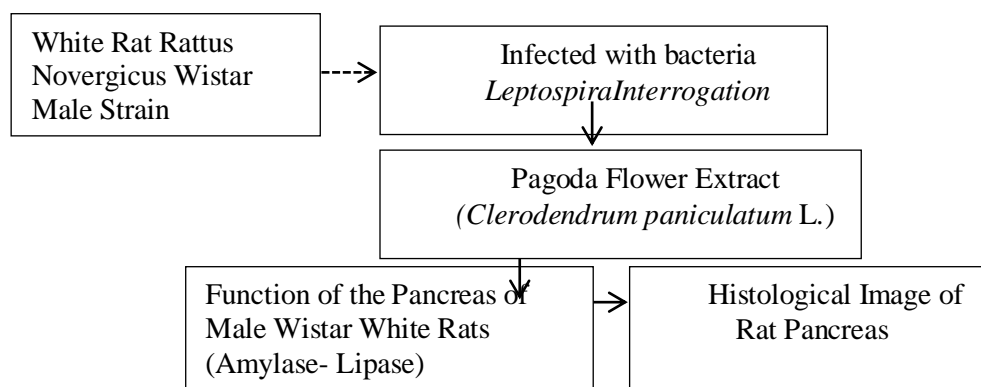 White Rat Rattus
Novergicus Wistar
Male Strain
Infected with bacteria
LeptospiraInterrogation
Pagoda Flower Extract
(Clerodendrum paniculatum L.)
Function of the Pancreas of
Male Wistar White Rats
(Amylase- Lipase)
Histological Image of
Rat Pancreas